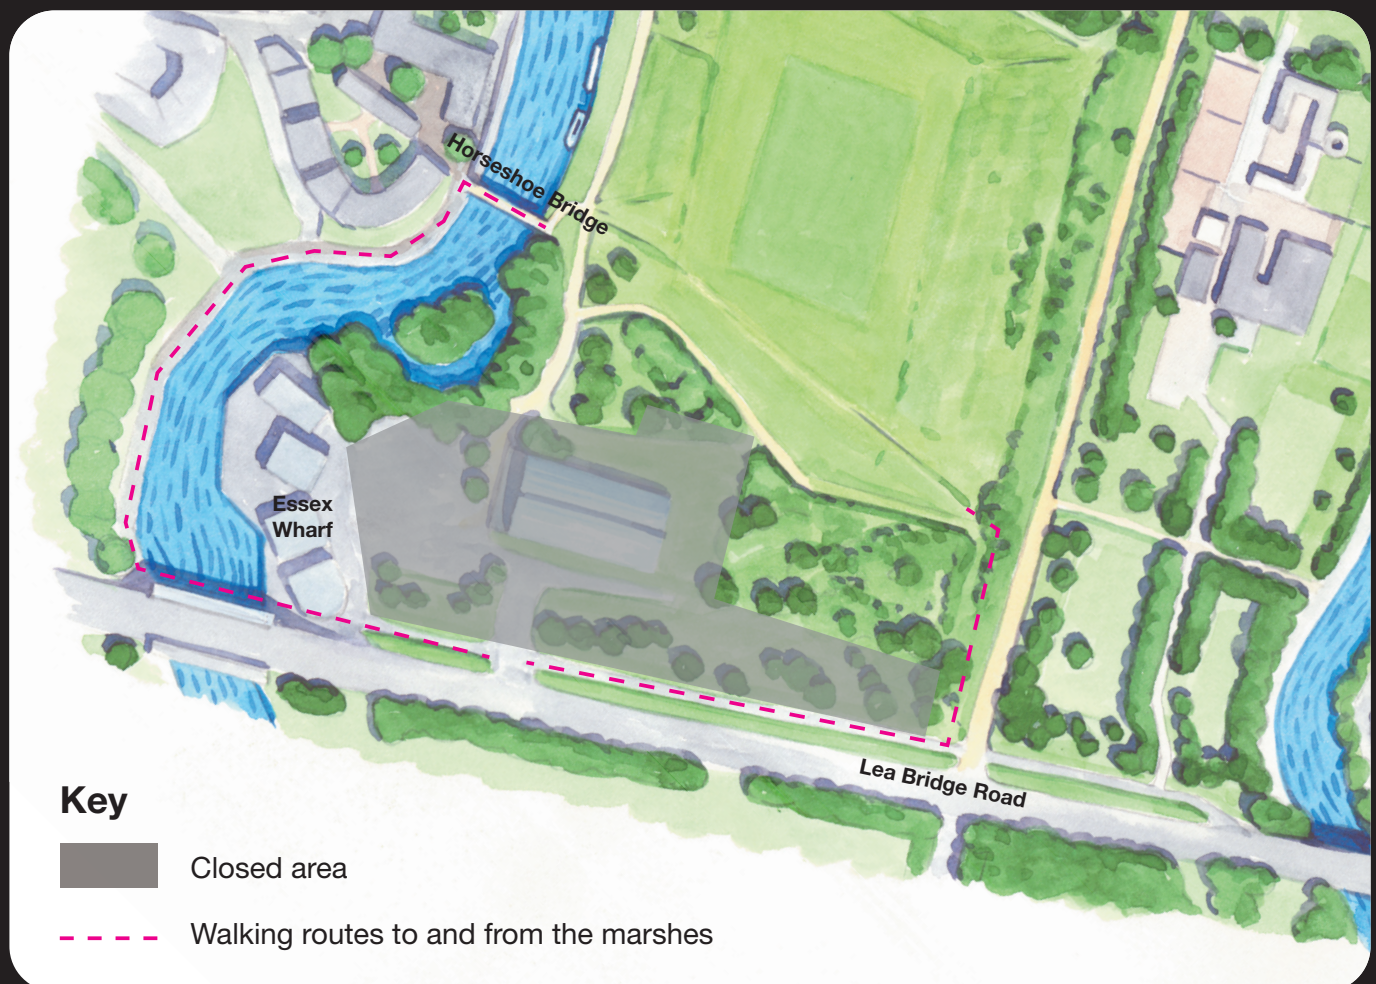 Horseshoe Bridge
Essex
Wharf
Lea Bridge Road
Key
Closed area
Walking routes to and from the marshes